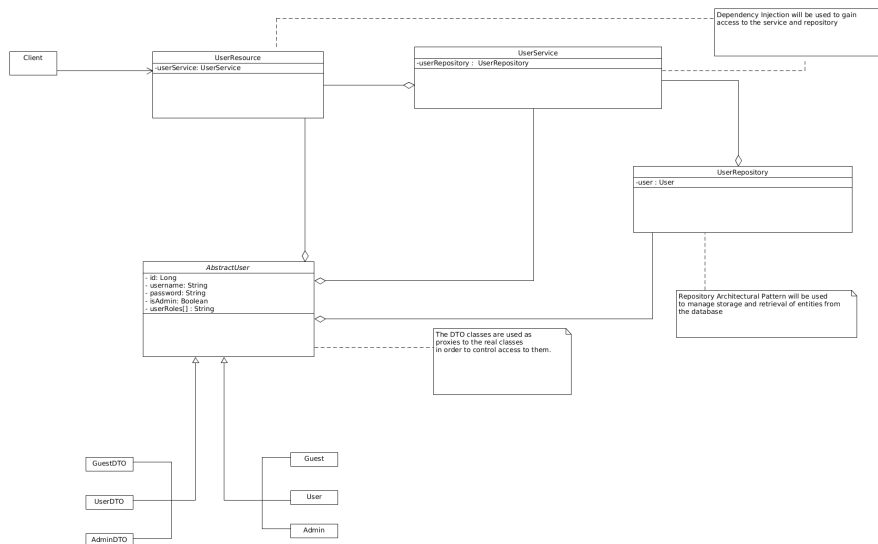 Dependency Injection will be used to gain
access to the service and repository
Client
UserResource
-userService: UserService
UserService
-userRepository : UserRepository
UserRepository
-user : User
AbstractUser
- id: Long
- username: String
- password: String
- isAdmin: Boolean
- userRoles[] : String
Repository Architectural Pattern will be used
to manage storage and retrieval of entities from
the database
The DTO classes are used as
proxies to the real classes
in order to control access to them.
GuestDTO
UserDTO
AdminDTO
Guest
User
Admin